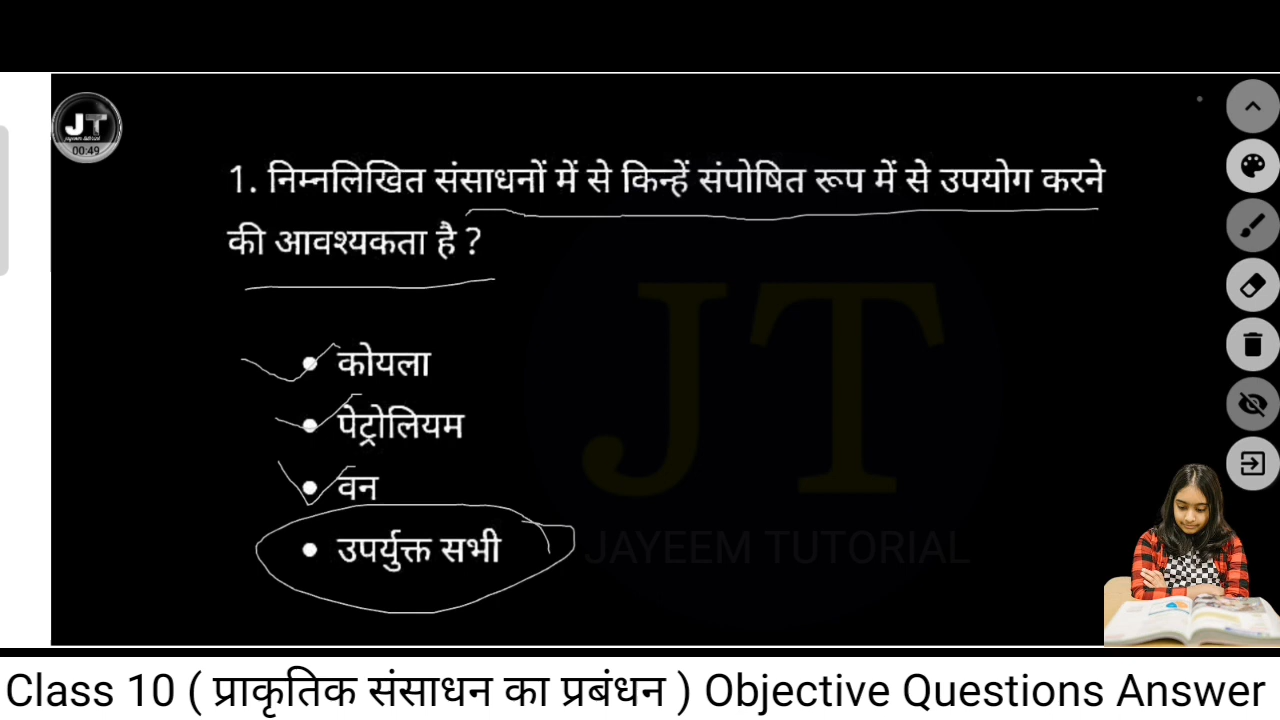 JT
00:49
1. निम्नलिखित संसाधनों में से किन्हें संपोषित रूप में से उपयोग करने
की आवश्यकता है ?
• कोयला
• पेट्रोलियम
• वन
• उपर्युक्त सभी
JT
JAYEEM TUTORIAL
Class 10 ( प्राकृतिक संसाधन का प्रबंधन ) Objective Questions Answer